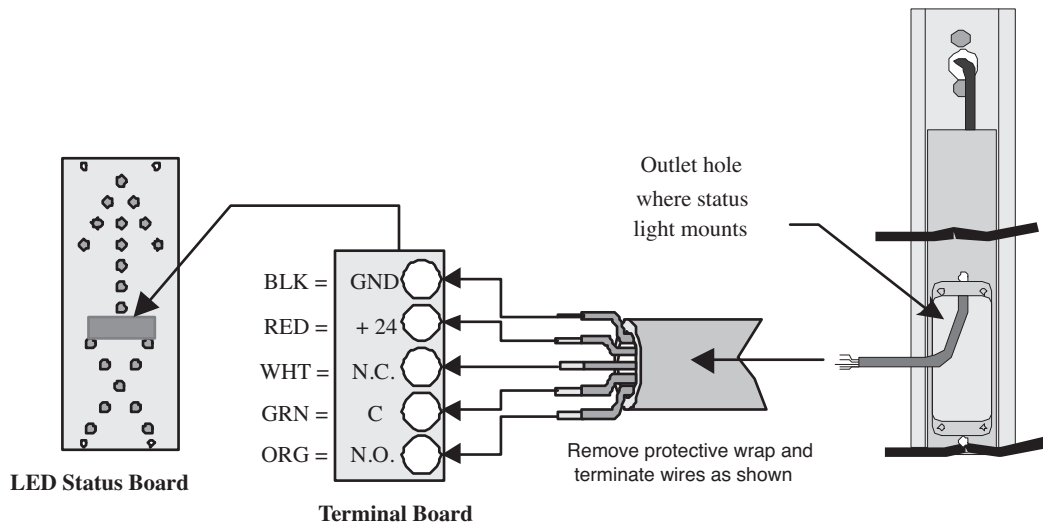 Outlet hole
where status
light mounts
BLK = GND
RED = + 24
WHT = N.C.
GRN = C
ORG = N.O.
Remove protective wrap and
terminate wires as shown
LED Status Board
Terminal Board